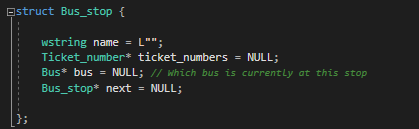 struct Bus_stop {
wstring name = L"";
Ticket_number* ticket_numbers = NULL;
Bus* bus = NULL; // Which bus is currently at this stop
Bus_stop* next = NULL;
};